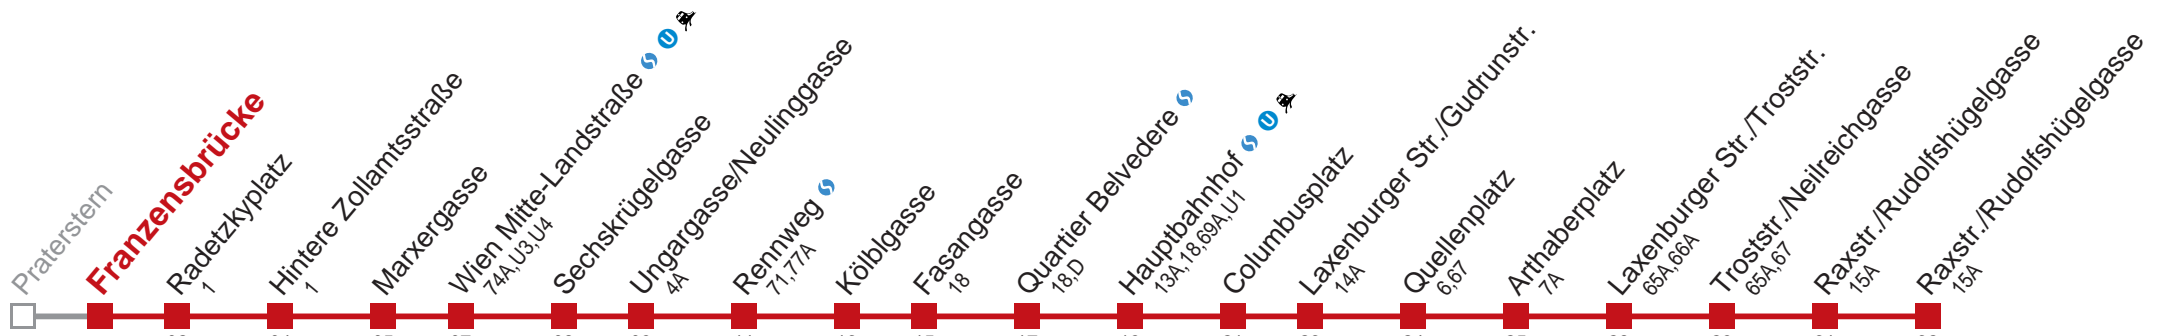 Praterstern
Franzensbrücke
Radetzkyplatz
1
Hintere Zollamtsstraße
1
Marxergasse
Wien Mitte-Landstraße
74A,U3,U4
Sechskrügelgasse
Ungargasse/Neulinggasse
4A
Rennweg
71,77A
Kölblgasse
Fasangasse
18
Quartier Belvedere
18,D
Hauptbahnhof
13A,18,69A,U1
Columbusplatz
Laxenburger Str./Gudrunstr.
14A
Quellenplatz
6,67
Arthaberplatz
7A
Laxenburger Str./Troststr.
65A,66A
Troststr./Neilreichgasse
65A,67
Raxstr./Rudolfshügelgasse
15A
Raxstr./Rudolfshügelgasse
15A